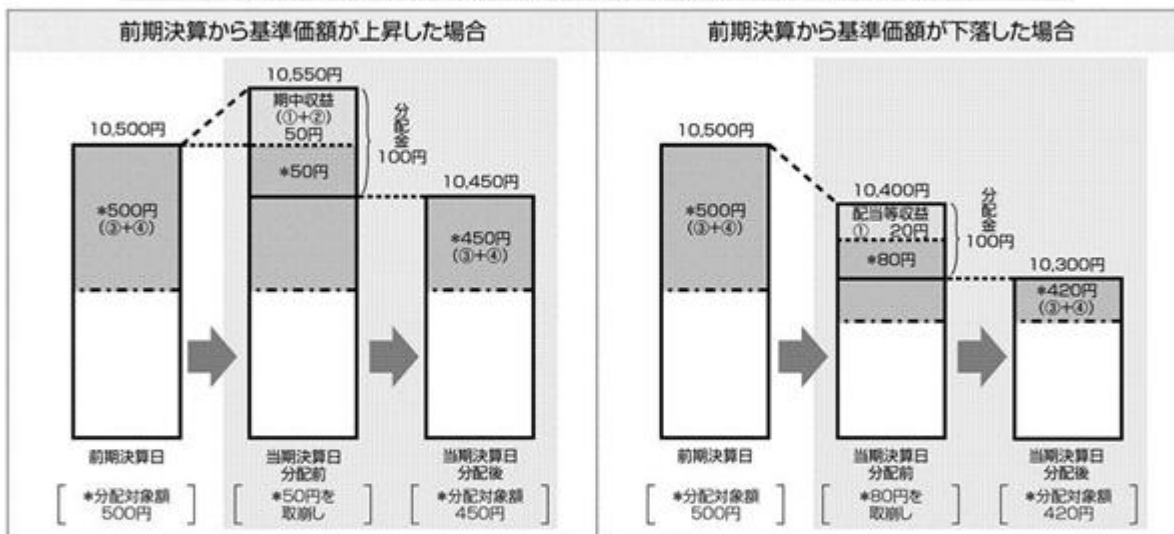 前期決算から基準価額が上昇した場合
10,550円
期中収益
(①+②)
50円
*50円
分配金
100円
10,500円
*500円
(③+④)
10,450円
*450円
(③+④)
前期決算日
当期決算日
分配前
当期決算日
分配後
*分配対象額
500円
*50円を
取崩し
*分配対象額
450円
前期決算から基準価額が下落した場合
10,500円
*500円
(③+④)
10,400円
配当等収益
① 20円
*80円
分配金
100円
10,300円
*420円
(③+④)
前期決算日
当期決算日
分配前
当期決算日
分配後
*分配対象額
500円
*80円を
取崩し
*分配対象額
420円